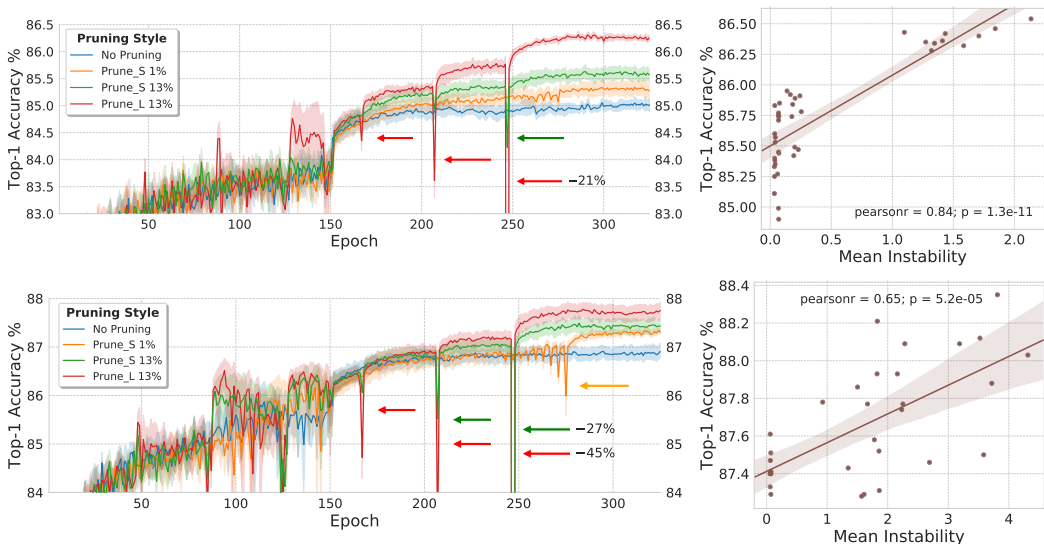 Pruning Style
No Pruning
Prune_S 1%
Prune_S 13%
Prune_L 13%
Top-1 Accuracy %
86.5
86.0
85.5
85.0
84.5
84.0
83.5
83.0
86.5
86.0
85.5
85.0
84.5
84.0
83.5
83.0
−21%
50 100 150 200 250 300
Epoch
Top-1 Accuracy %
86.50
86.25
86.00
85.75
85.50
85.25
85.00
pearsonr = 0.84; p = 1.3e-11
0.0 0.5 1.0 1.5 2.0
Mean Instability
Pruning Style
No Pruning
Prune_S 1%
Prune_S 13%
Prune_L 13%
Top-1 Accuracy %
88
87
86
85
84
88
87
86
85
84
−27%
−45%
50 100 150 200 250 300
Epoch
Top-1 Accuracy %
88.4
88.2
88.0
87.8
87.6
87.4
pearsonr = 0.65; p = 5.2e-05
0 1 2 3 4
Mean Instability